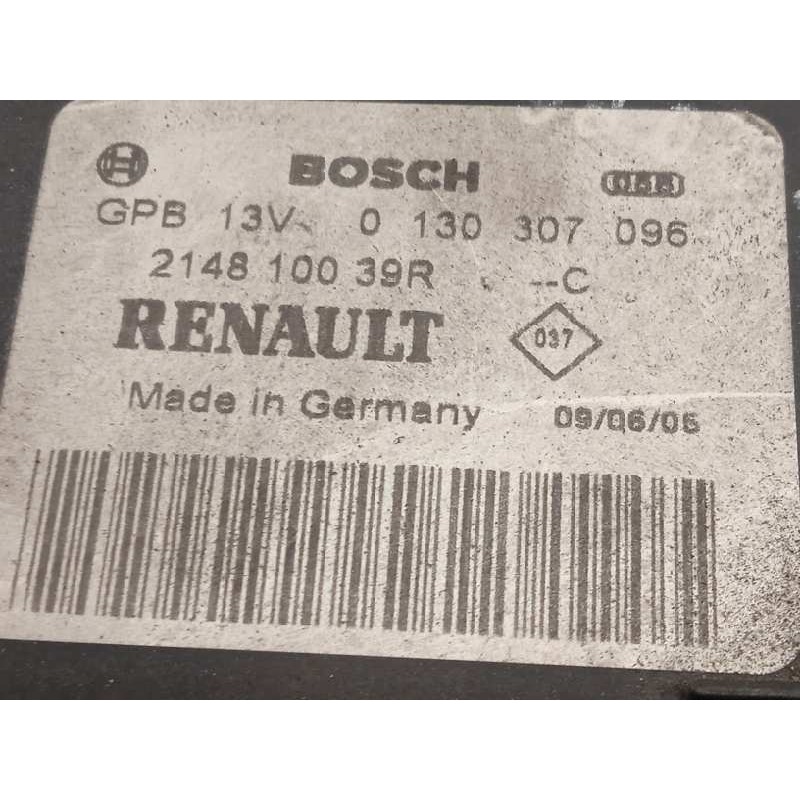 BOSCH
GPB 13V 0 130 307 096
2148 100 39R --C
RENAULT 037
Made in Germany 09/06/05